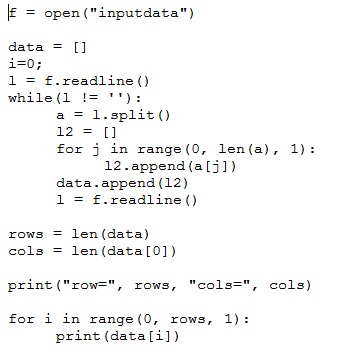 f = open("inputdata")
data = []
i=0;
l = f.readline()
while(l != ''):
a = l.split()
l2 = []
for j in range(0, len(a), 1):
l2.append(a[j])
data.append(l2)
l = f.readline()
rows = len(data)
cols = len(data[0])
print("row=", rows, "cols=", cols)
for i in range(0, rows, 1):
print(data[i])